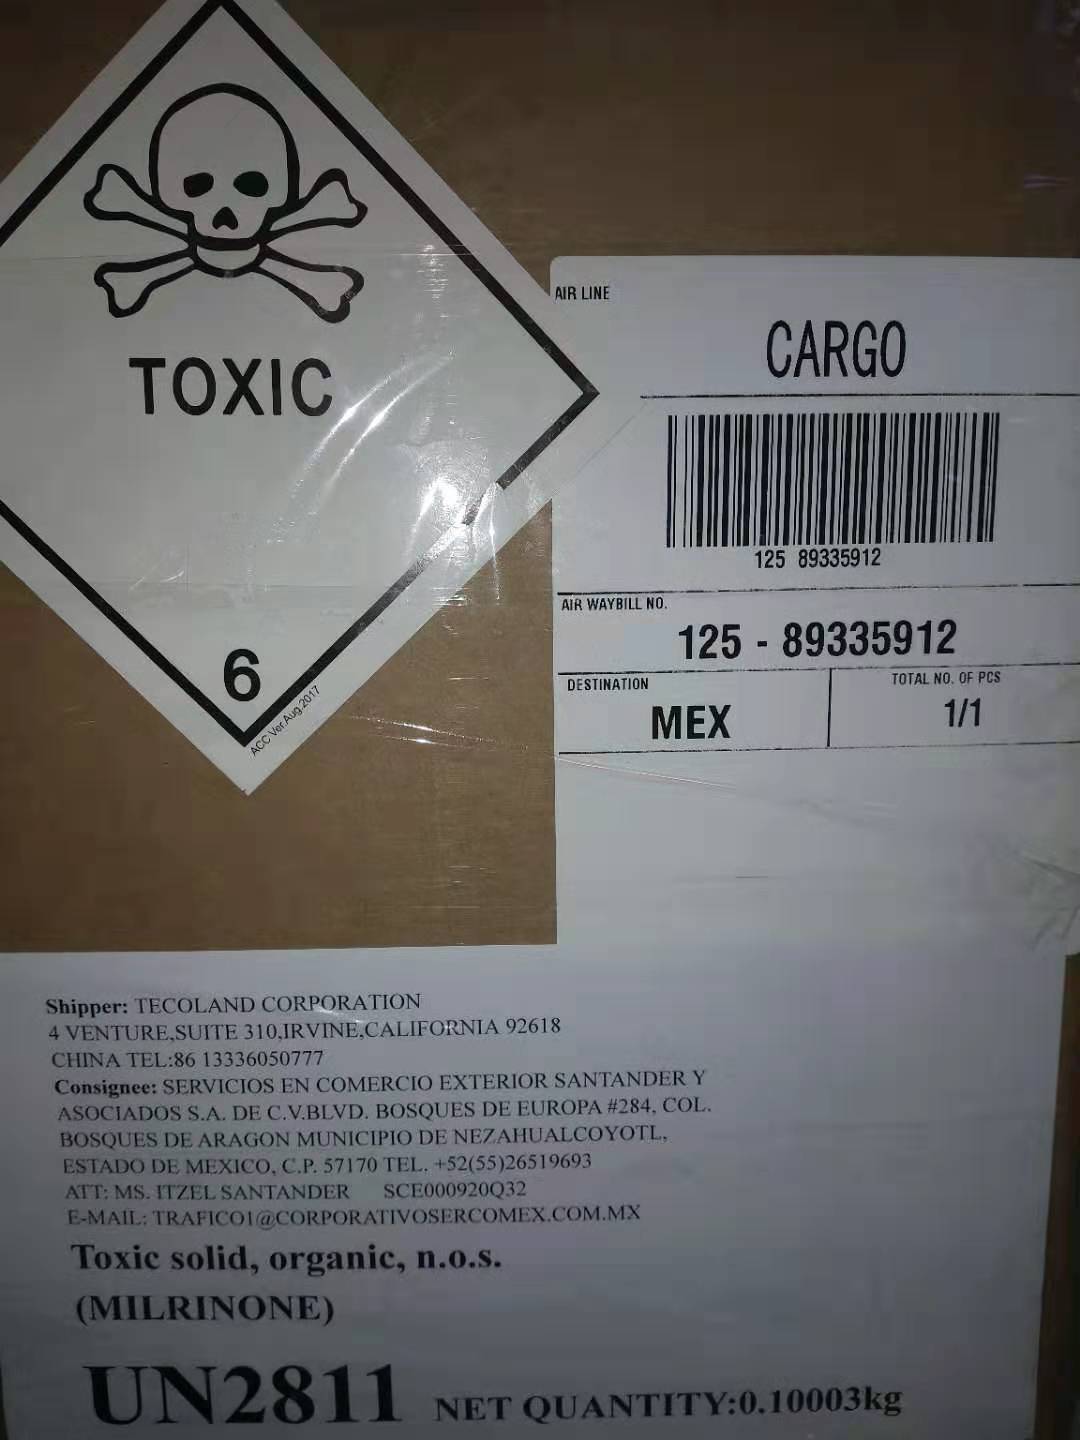 TOXIC
6
ACC Ver.Aug.2017
AIR LINE
CARGO
125 89335912
AIR WAYBILL NO.
125 - 89335912
DESTINATION
MEX
TOTAL NO. OF PCS
1/1
Shipper: TECOLAND CORPORATION
4 VENTURE,SUITE 310,IRVINE,CALIFORNIA 92618
CHINA TEL:86 13336050777
Consignee: SERVICIOS EN COMERCIO EXTERIOR SANTANDER Y
ASOCIADOS S.A. DE C.V.BLVD. BOSQUES DE EUROPA #284, COL.
BOSQUES DE ARAGON MUNICIPIO DE NEZAHUALCOYOTL,
ESTADO DE MEXICO, C.P. 57170 TEL. +52(55)26519693
ATT: MS. ITZEL SANTANDER SCE000920Q32
E-MAIL: TRAFICO1@CORPORATIVOSERCOMEX.COM.MX
Toxic solid, organic, n.o.s.
(MILRINONE)
UN2811 NET QUANTITY:0.10003kg